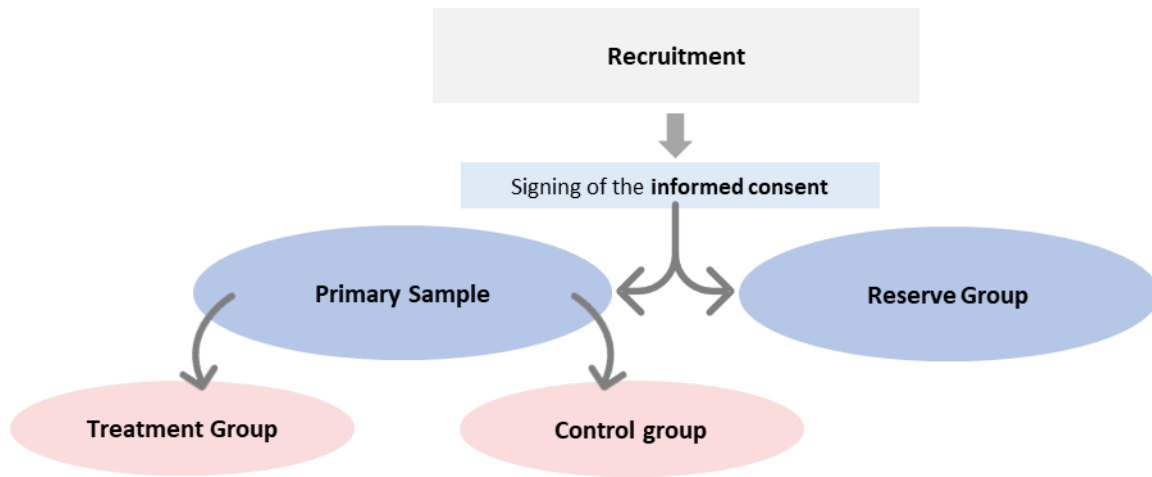 Recruitment
Signing of the informed consent
Primary Sample
Reserve Group
Treatment Group
Control group